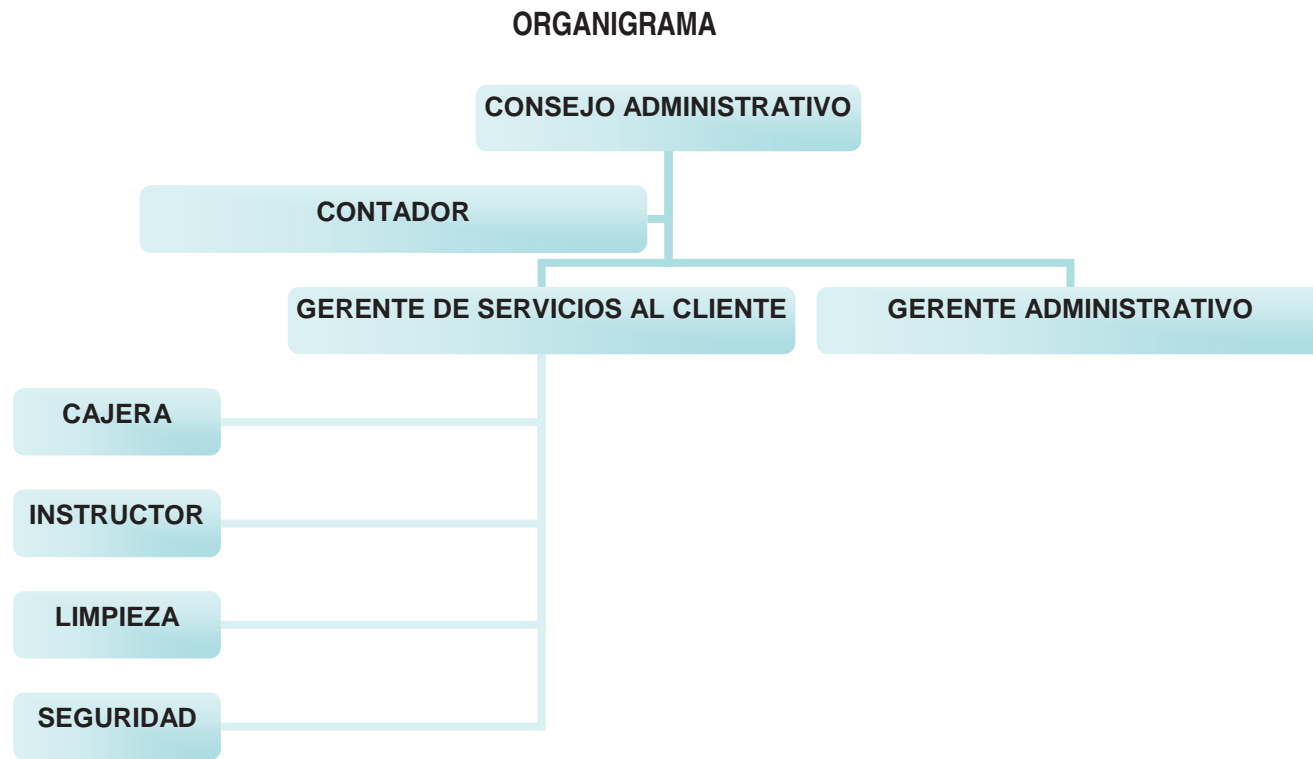 ORGANIGRAMA
CONSEJO ADMINISTRATIVO
CONTADOR
GERENTE DE SERVICIOS AL CLIENTE
GERENTE ADMINISTRATIVO
CAJERA
INSTRUCTOR
LIMPIEZA
SEGURIDAD